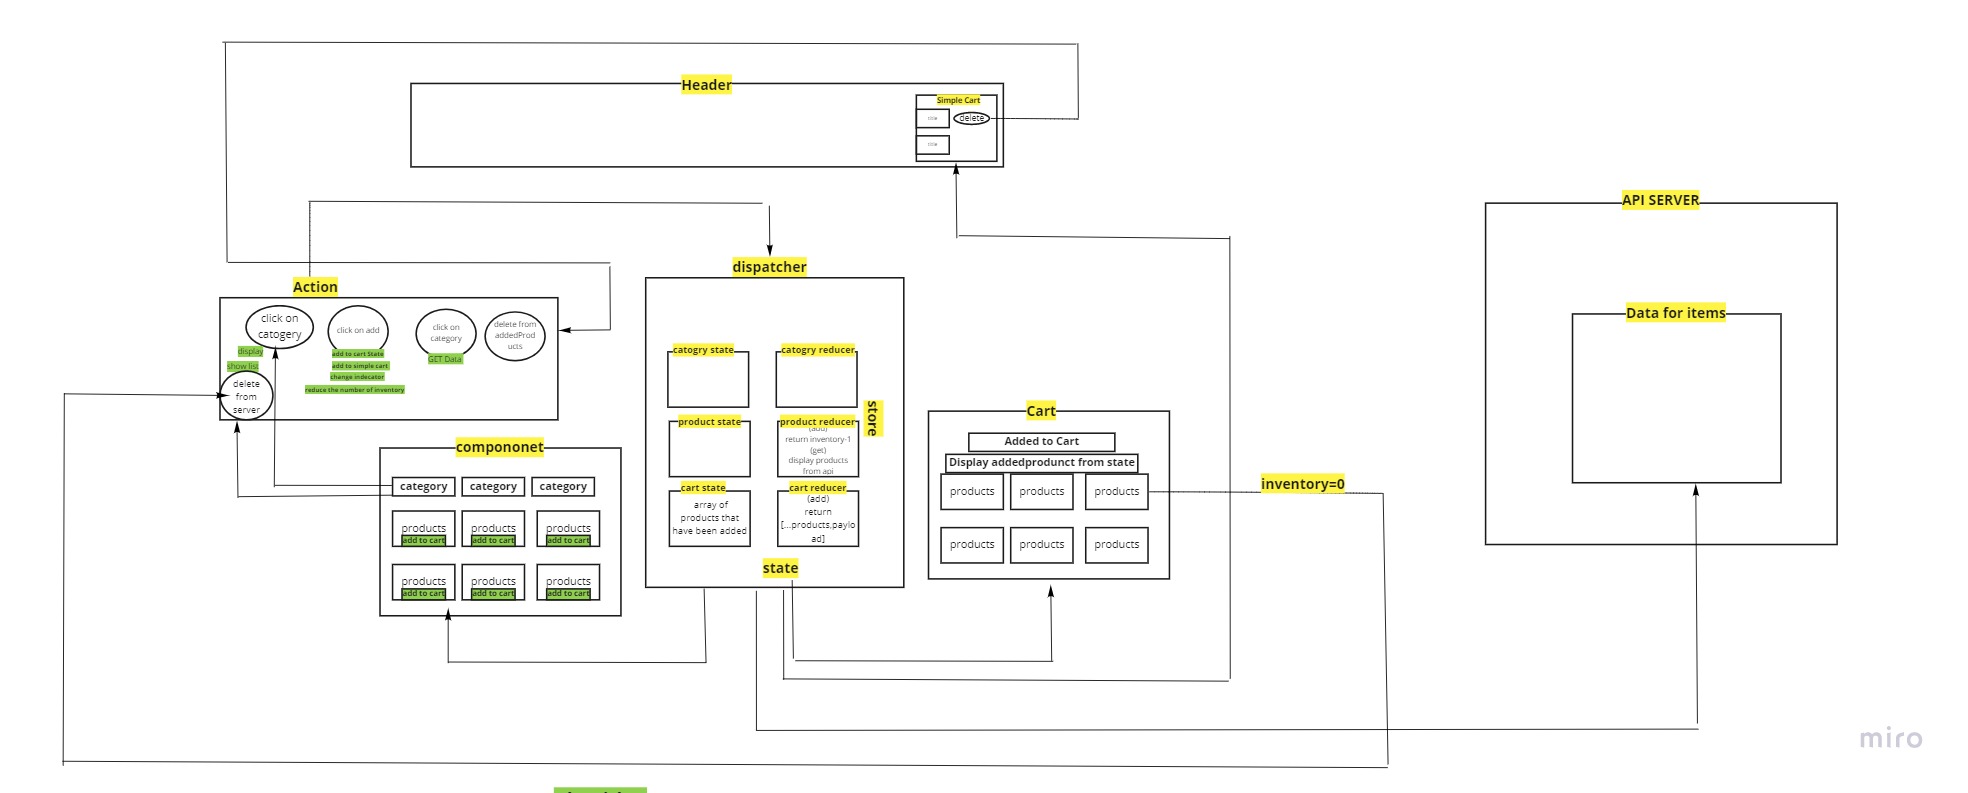 Header
Simple Cart
title
delete
title
API SERVER
dispatcher
Action
click on
catogery
click on add
click on
category
delete from
addedProd
ucts
display
show list
add to cart State
add to simple cart
change indecator
reduce the number of inventory
GET Data
delete
from
server
Data for items
catogry state
catogry reducer
store
product state
product reducer
(add)
return inventory-1
(get)
display products
from api
cart state
array of
products that
have been added
cart reducer
(add)
return
[...products,paylo
ad]
state
Cart
Added to Cart
Display addedprodunct from state
products
products
products
products
products
products
inventory=0
compononet
category
category
category
products
add to cart
products
add to cart
products
add to cart
products
add to cart
products
add to cart
products
add to cart
miro